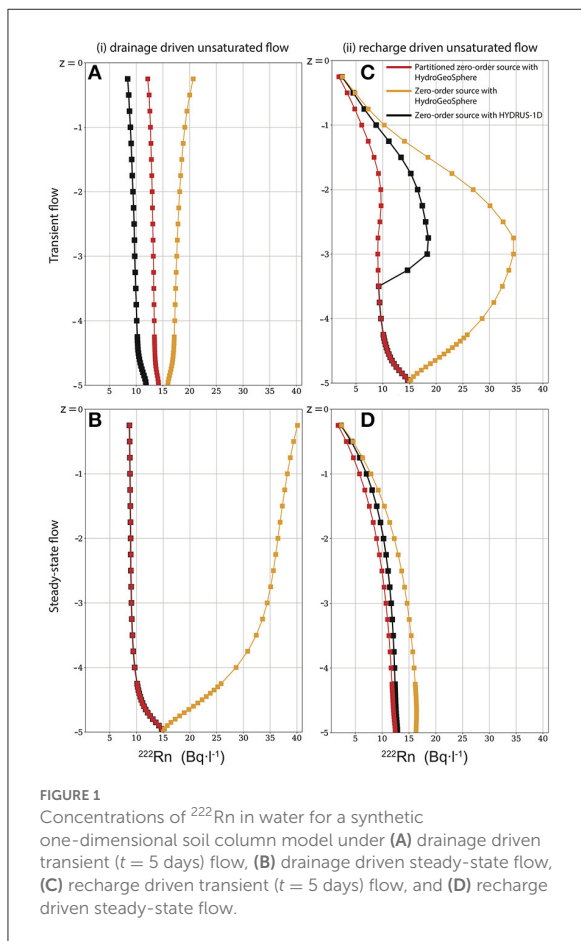 (i) drainage driven unsaturated flow
(ii) recharge driven unsaturated flow
z = 0
A
-1
-2
-3
-4
-5
Transient flow
5 10 15 20 25 30 35 40
z = 0
C
Partitioned zero-order source with
HydroGeoSphere
Zero-order source with
HydroGeoSphere
Zero-order source with HYDRUS-1D
-1
-2
-3
-4
-5
5 10 15 20 25 30 35 40
z = 0
B
-1
-2
-3
-4
-5
Steady-state flow
5 10 15 20 25 30 35 40
²²²Rn (Bq·l⁻¹)
z = 0
D
-1
-2
-3
-4
-5
5 10 15 20 25 30 35 40
²²²Rn (Bq·l⁻¹)
FIGURE 1
Concentrations of ²²²Rn in water for a synthetic
one-dimensional soil column model under (A) drainage driven
transient (t = 5 days) flow, (B) drainage driven steady-state flow,
(C) recharge driven transient (t = 5 days) flow, and (D) recharge
driven steady-state flow.